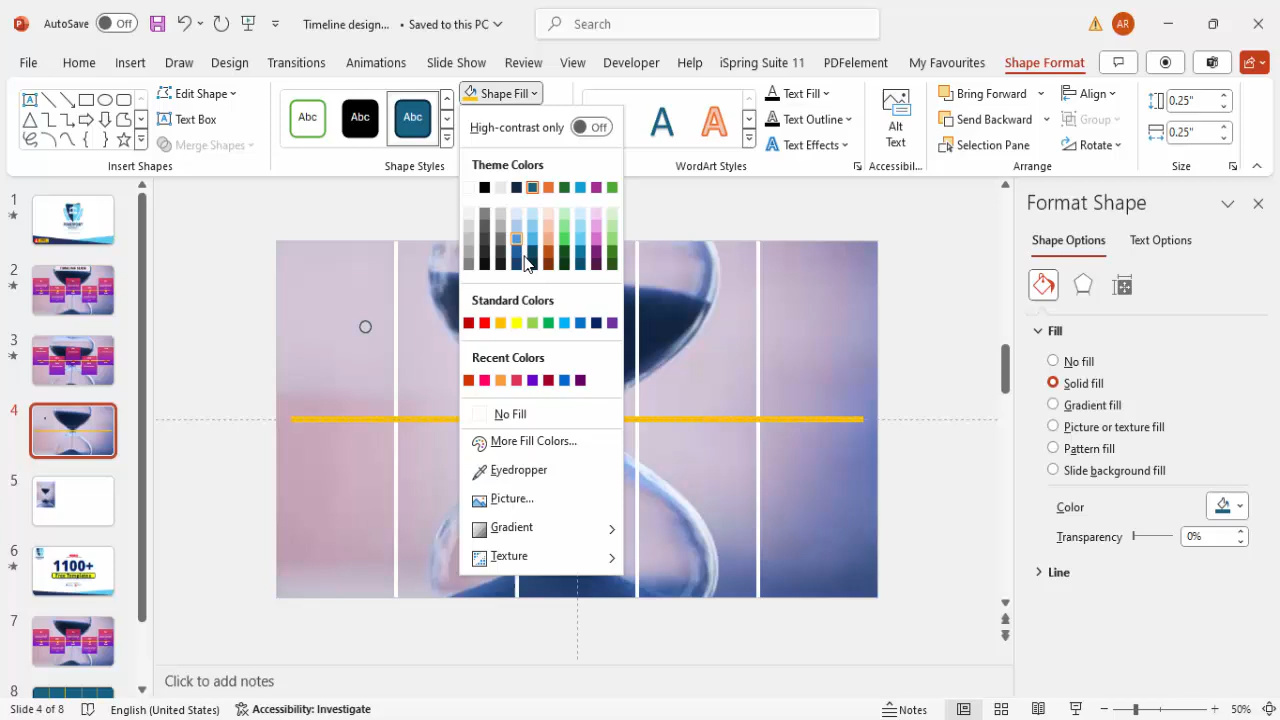 AutoSave Off Timeline design... • Saved to this PC Search AR
File Home Insert Draw Design Transitions Animations Slide Show Review View Developer Help iSpring Suite 11 PDFelement My Favourites Shape Format
Edit Shape
Text Box
Merge Shapes
Insert Shapes
Abc Abc Abc
Shape Styles
Shape Fill
A A
WordArt Styles
Text Fill
Text Outline
Text Effects
Alt
Text
Accessibil...
Bring Forward
Send Backward
Selection Pane
Align
Group
Rotate
Arrange
0.25"
0.25"
Size
High-contrast only Off
Theme Colors
Standard Colors
Recent Colors
No Fill
More Fill Colors...
Eyedropper
Picture...
Gradient
Texture
1
2
3
4
5
6
1100+
7
8
Format Shape
Shape Options Text Options
Fill
No fill
Solid fill
Gradient fill
Picture or texture fill
Pattern fill
Slide background fill
Color
Transparency 0%
Line
Click to add notes
Slide 4 of 8 English (United States) Accessibility: Investigate Notes 50%